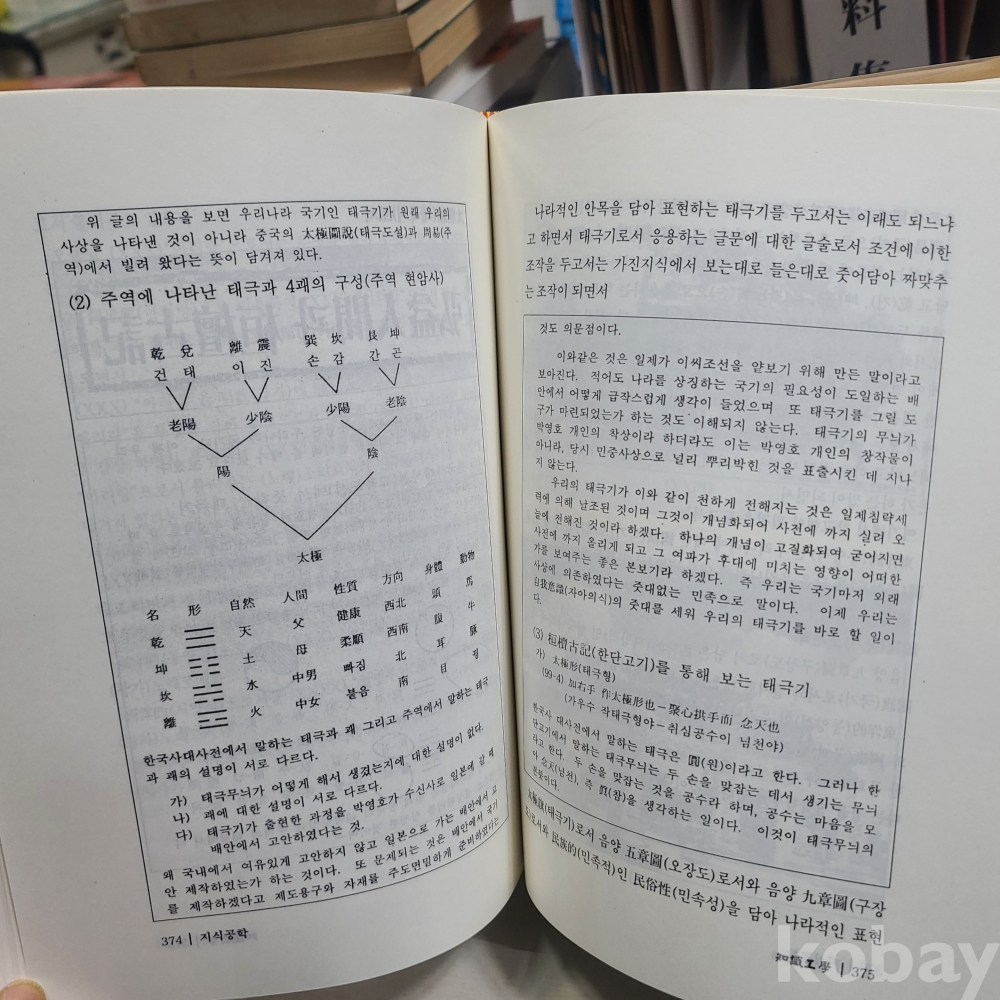 料
위 글의 내용을 보면 우리나라 국기인 태극기가 원래 우리의
사상을 나타낸 것이 아니라 중국의 太極圖說(태극도설)과 周易(주
역)에서 빌려 왔다는 뜻이 담겨져 있다.
(2) 주역에 나타난 태극과 4괘의 구성(주역 현암사)
乾 兌 離 震 巽 坎 艮 坤
건 태 이 진 손 감 간 곤
老陽 少陰 少陽 老陰
陽 陰
太極
名 形 自然 人間 性質 方向 身體 動物
乾 ☰ 天 父 健康 西北 頭 馬
坤 ☷ 土 母 柔順 西南 腹 牛
坎 ☵ 水 中男 빠짐 北 耳 豚
離 ☲ 火 中女 붙음 南 目 꿩
한국사대사전에서 말하는 태극과 괘 그리고 주역에서 말하는 태극
과 괘의 설명이 서로 다르다.
가) 태극무늬가 어떻게 해서 생겼는지에 대한 설명이 없다.
나) 괘에 대한 설명이 서로 다르다.
다) 태극기가 출현한 과정을 박영호가 수신사로 일본에 갈 때
배안에서 고안하였다는 것.
왜 국내에서 여유있게 고안하지 않고 일본으로 가는 배안에서 고
안 제작하였는가 하는 것이다. 또 문제되는 것은 배안에서 국기
를 제작하겠다고 제도용구와 자재를 주도면밀하게 준비하였다는
374 | 지식공학
나라적인 안목을 담아 표현하는 태극기를 두고서는 이래도 되느냐
고 하면서 태극기로서 응용하는 글문에 대한 글술로서 조건에 이한
조작을 두고서는 가진지식에서 보는대로 들은대로 줏어담아 짜맞추
는 조작이 되면서
것도 의문점이다.
이와같은 것은 일제가 이씨조선을 얕보기 위해 만든 말이라고
보아진다. 적어도 나라를 상징하는 국기의 필요성이 도일하는 배
안에서 어떻게 급작스럽게 생각이 들었으며 또 태극기를 그릴 도
구가 마련되었는가 하는 것도 이해되지 않는다. 태극기의 무늬가
박영호 개인의 착상이라 하더라도 이는 박영호 개인의 창작물이
아니라, 당시 민중사상으로 널리 뿌리박힌 것을 표출시킨 데 지나
지 않는다.
우리의 태극기가 이와 같이 천하게 전해지는 것은 일제침략세
력에 의해 날조된 것이며 그것이 개념화되어 사전에 까지 실려 오
늘에 전해진 것이라 하겠다. 하나의 개념이 고질화되여 굳어지면
사전에 까지 올리게 되고 그 여파가 후대에 미치는 영향이 어떠한
가를 보여주는 좋은 본보기라 하겠다. 즉 우리는 국기마저 외래
사상에 의존하였다는 줏대없는 민족으로 말이다. 이제 우리는
自我意識(자아의식)의 줏대를 세워 우리의 태극기를 바로 할 일이
다.
(3) 桓檀古記(한단고기)를 통해 보는 태극기
가) 太極形(태극형)
(99-4) 加右手 作太極形也−聚心拱手而 念天也
(가우수 작태극형야−취심공수이 념천야)
한국사 대사전에서 말하는 태극은 圓(원)이라고 한다. 그러나 한
단고기에서 말하는 태극무늬는 두 손을 맞잡는 데서 생기는 무늬
라고 한다. 두 손을 맞잡는 것을 공수라 하며, 공수는 마음을 모
아 念天(념천), 즉 眞(참)을 생각하는 일이다. 이것이 태극무늬의
본뜻이다.
太極旗(태극기)로서 음양 五章圖(오장도)로서와 음양 九章圖(구장
도)로서와 民族的(민족적)인 民俗性(민속성)을 담아 나라적인 표현
知識工學 | 375
kobay